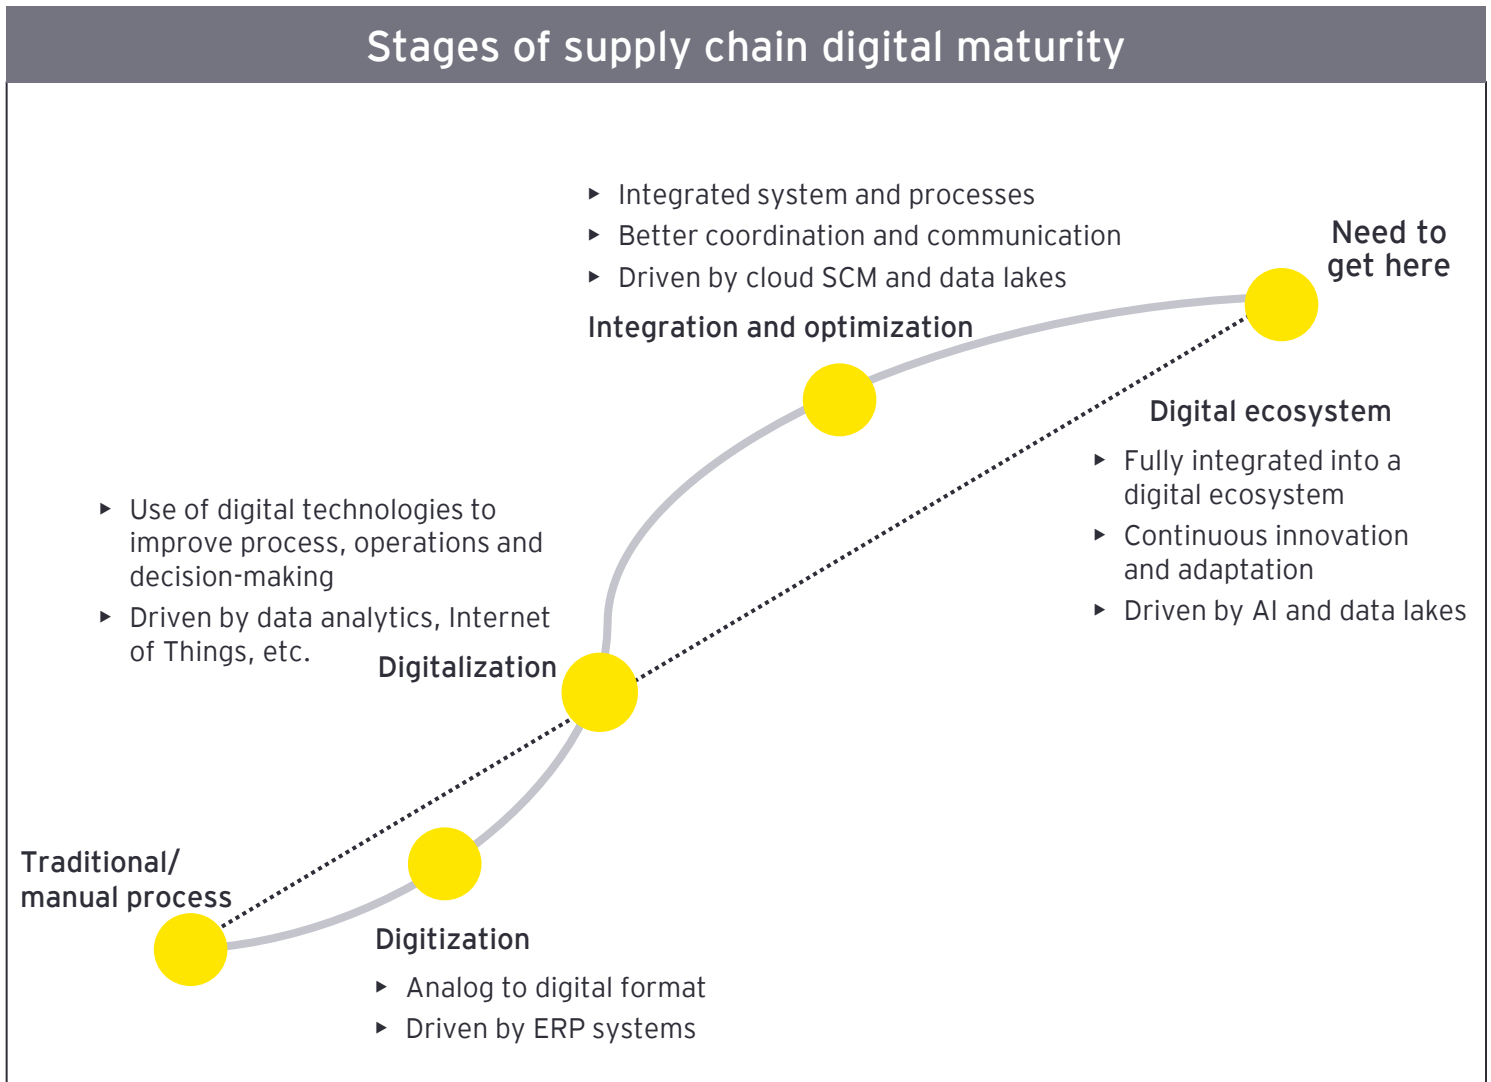 Stages of supply chain digital maturity
▸ Integrated system and processes
▸ Better coordination and communication
▸ Driven by cloud SCM and data lakes
Integration and optimization
Need to
get here
Digital ecosystem
▸ Fully integrated into a
digital ecosystem
▸ Continuous innovation
and adaptation
▸ Driven by AI and data lakes
▸ Use of digital technologies to
improve process, operations and
decision-making
▸ Driven by data analytics, Internet
of Things, etc.
Digitalization
Traditional/
manual process
Digitization
▸ Analog to digital format
▸ Driven by ERP systems